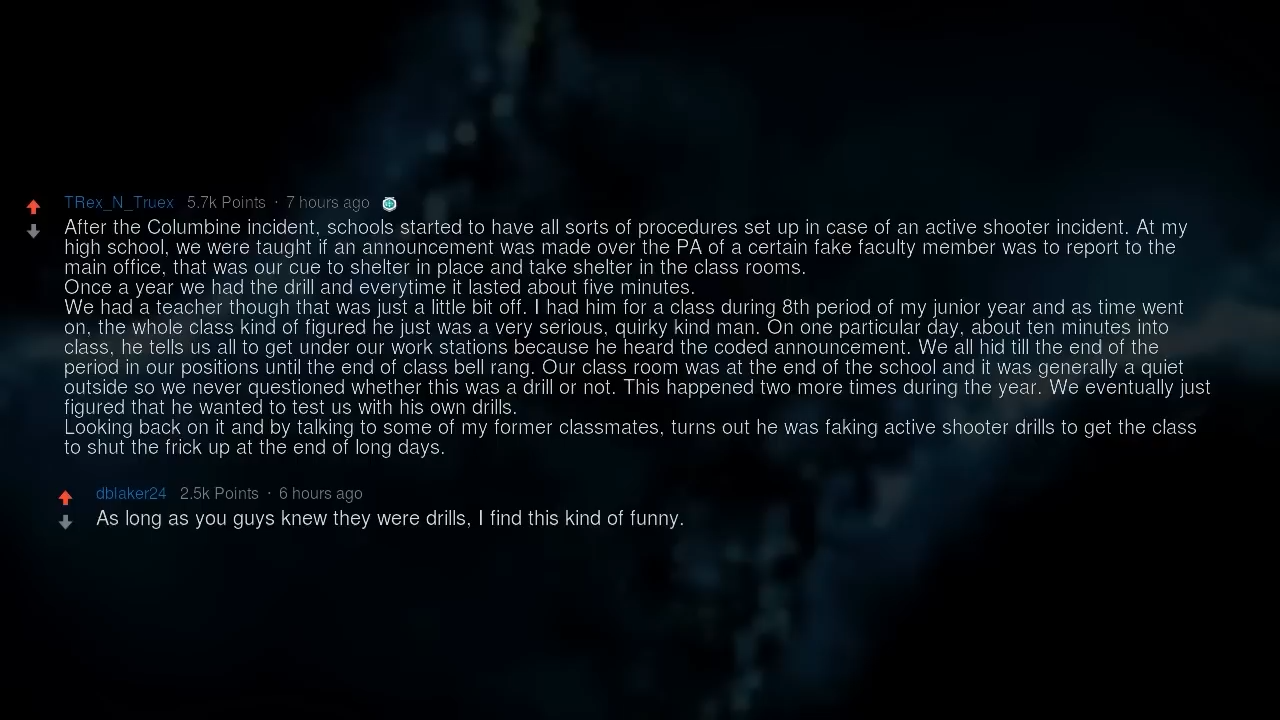 TRex_N_Truex 5.7k Points · 7 hours ago
After the Columbine incident, schools started to have all sorts of procedures set up in case of an active shooter incident. At my
high school, we were taught if an announcement was made over the PA of a certain fake faculty member was to report to the
main office, that was our cue to shelter in place and take shelter in the class rooms.
Once a year we had the drill and everytime it lasted about five minutes.
We had a teacher though that was just a little bit off. I had him for a class during 8th period of my junior year and as time went
on, the whole class kind of figured he just was a very serious, quirky kind man. On one particular day, about ten minutes into
class, he tells us all to get under our work stations because he heard the coded announcement. We all hid till the end of the
period in our positions until the end of class bell rang. Our class room was at the end of the school and it was generally a quiet
outside so we never questioned whether this was a drill or not. This happened two more times during the year. We eventually just
figured that he wanted to test us with his own drills.
Looking back on it and by talking to some of my former classmates, turns out he was faking active shooter drills to get the class
to shut the frick up at the end of long days.
dblaker24 2.5k Points · 6 hours ago
As long as you guys knew they were drills, I find this kind of funny.